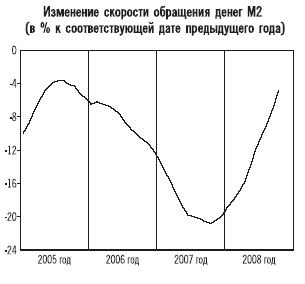 Изменение скорости обращения денег М2
(в % к соответствующей дате предыдущего года)
0
-4
-8
-12
-16
-20
-24
2005 год 2006 год 2007 год 2008 год